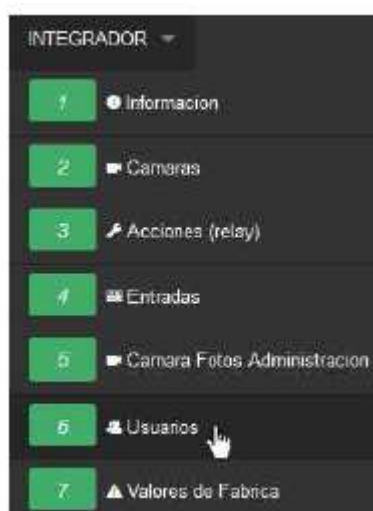 INTEGRADOR
1 Informacion
2 Camaras
3 Acciones (relay)
4 Entradas
5 Camara Fotos Administracion
6 Usuarios
7 Valores de Fabrica